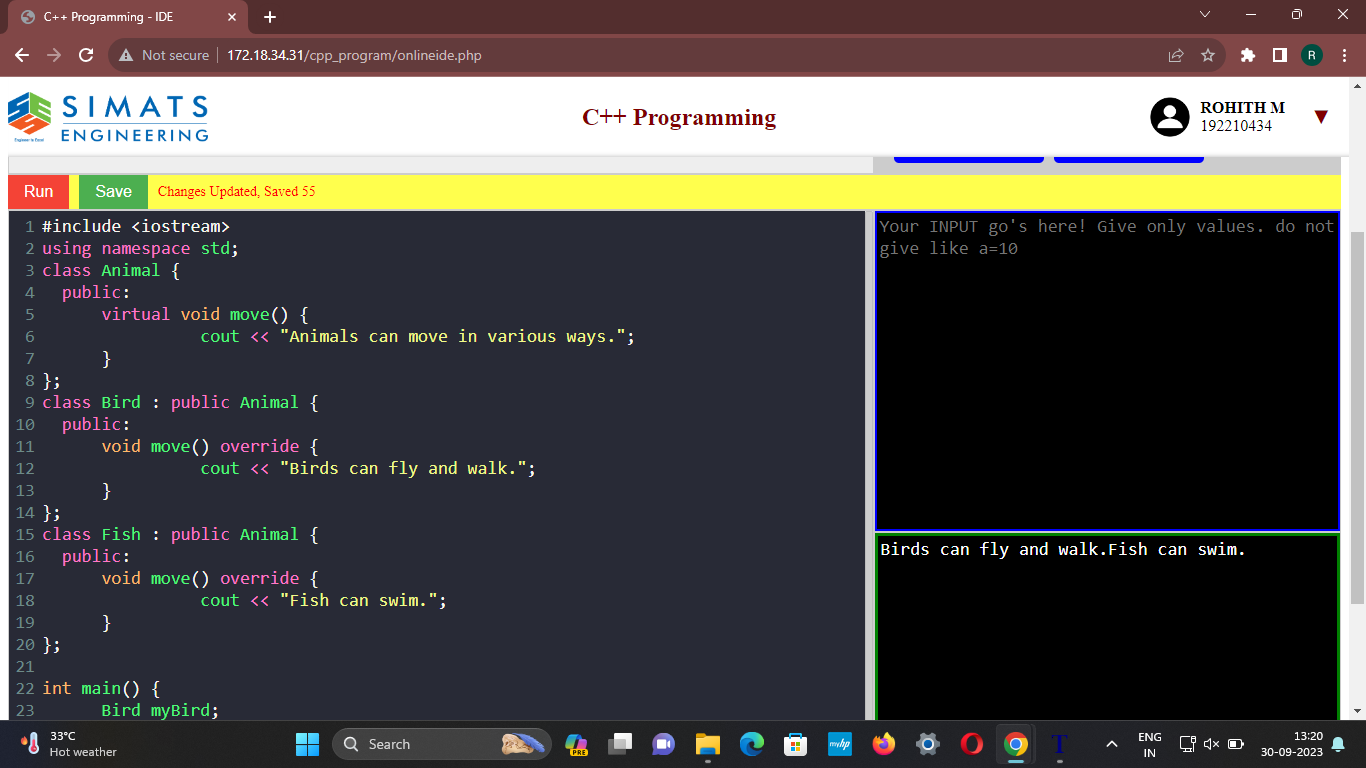 C++ Programming - IDE
Not secure
172.18.34.31/cpp_program/onlineide.php
R
SIMATS
ENGINEERING
Engineer to Excel
C++ Programming
ROHITH M
192210434
Run
Save
Changes Updated, Saved 55
1 #include <iostream>
2 using namespace std;
3 class Animal {
4 public:
5 virtual void move() {
6 cout << "Animals can move in various ways.";
7 }
8 };
9 class Bird : public Animal {
10 public:
11 void move() override {
12 cout << "Birds can fly and walk.";
13 }
14 };
15 class Fish : public Animal {
16 public:
17 void move() override {
18 cout << "Fish can swim.";
19 }
20 };
21
22 int main() {
23 Bird myBird;
Your INPUT go's here! Give only values. do not
give like a=10
Birds can fly and walk.Fish can swim.
33°C
Hot weather
Search
PRE
myhp
T
ENG
IN
13:20
30-09-2023